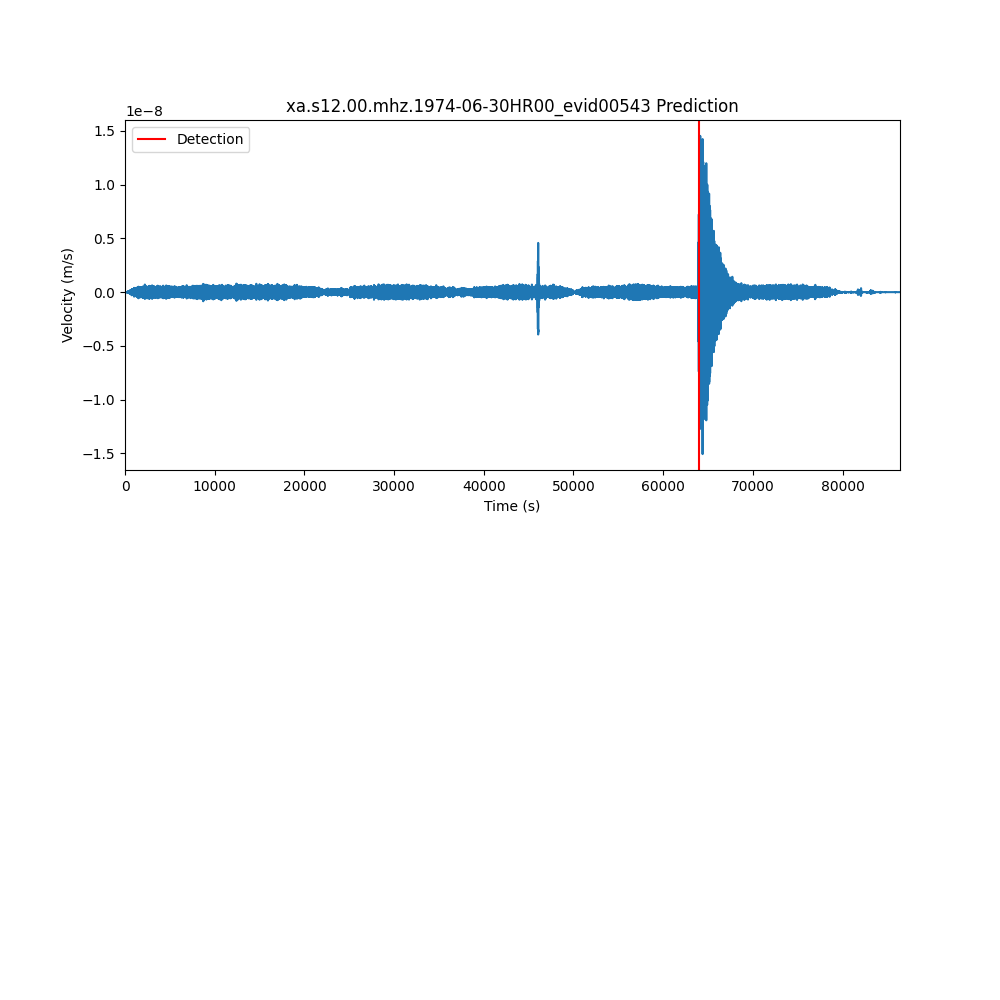 xa.s12.00.mhz.1974-06-30HR00_evid00543 Prediction
1e−8
Detection
1.5
1.0
0.5
0.0
−0.5
−1.0
−1.5
Velocity (m/s)
0 10000 20000 30000 40000 50000 60000 70000 80000
Time (s)